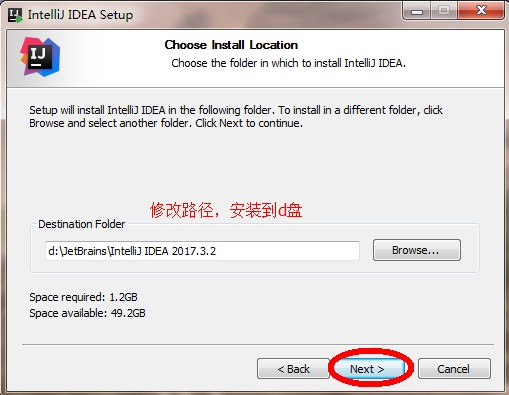 IntelliJ IDEA Setup
IJ
Choose Install Location
Choose the folder in which to install IntelliJ IDEA.
Setup will install IntelliJ IDEA in the following folder. To install in a different folder, click
Browse and select another folder. Click Next to continue.
修改路径，安装到d盘
Destination Folder
d:\JetBrains\IntelliJ IDEA 2017.3.2
Browse...
Space required: 1.2GB
Space available: 49.2GB
< Back
Next >
Cancel